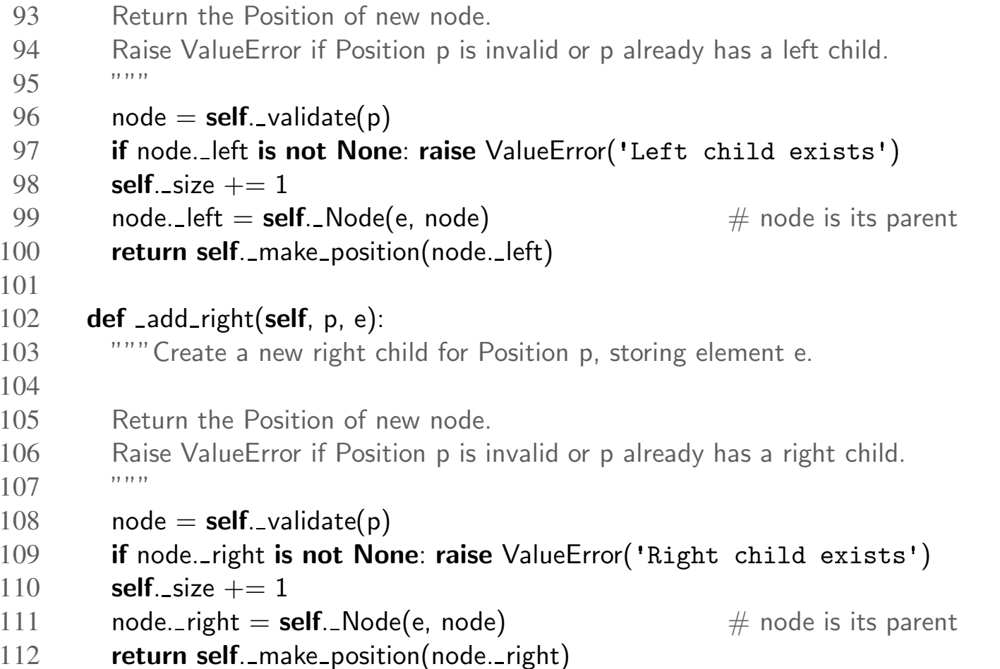 93 Return the Position of new node.
94 Raise ValueError if Position p is invalid or p already has a left child.
95 """
96 node = self._validate(p)
97 if node._left is not None: raise ValueError('Left child exists')
98 self._size += 1
99 node._left = self._Node(e, node) # node is its parent
100 return self._make_position(node._left)
101
102 def _add_right(self, p, e):
103 """Create a new right child for Position p, storing element e.
104
105 Return the Position of new node.
106 Raise ValueError if Position p is invalid or p already has a right child.
107 """
108 node = self._validate(p)
109 if node._right is not None: raise ValueError('Right child exists')
110 self._size += 1
111 node._right = self._Node(e, node) # node is its parent
112 return self._make_position(node._right)